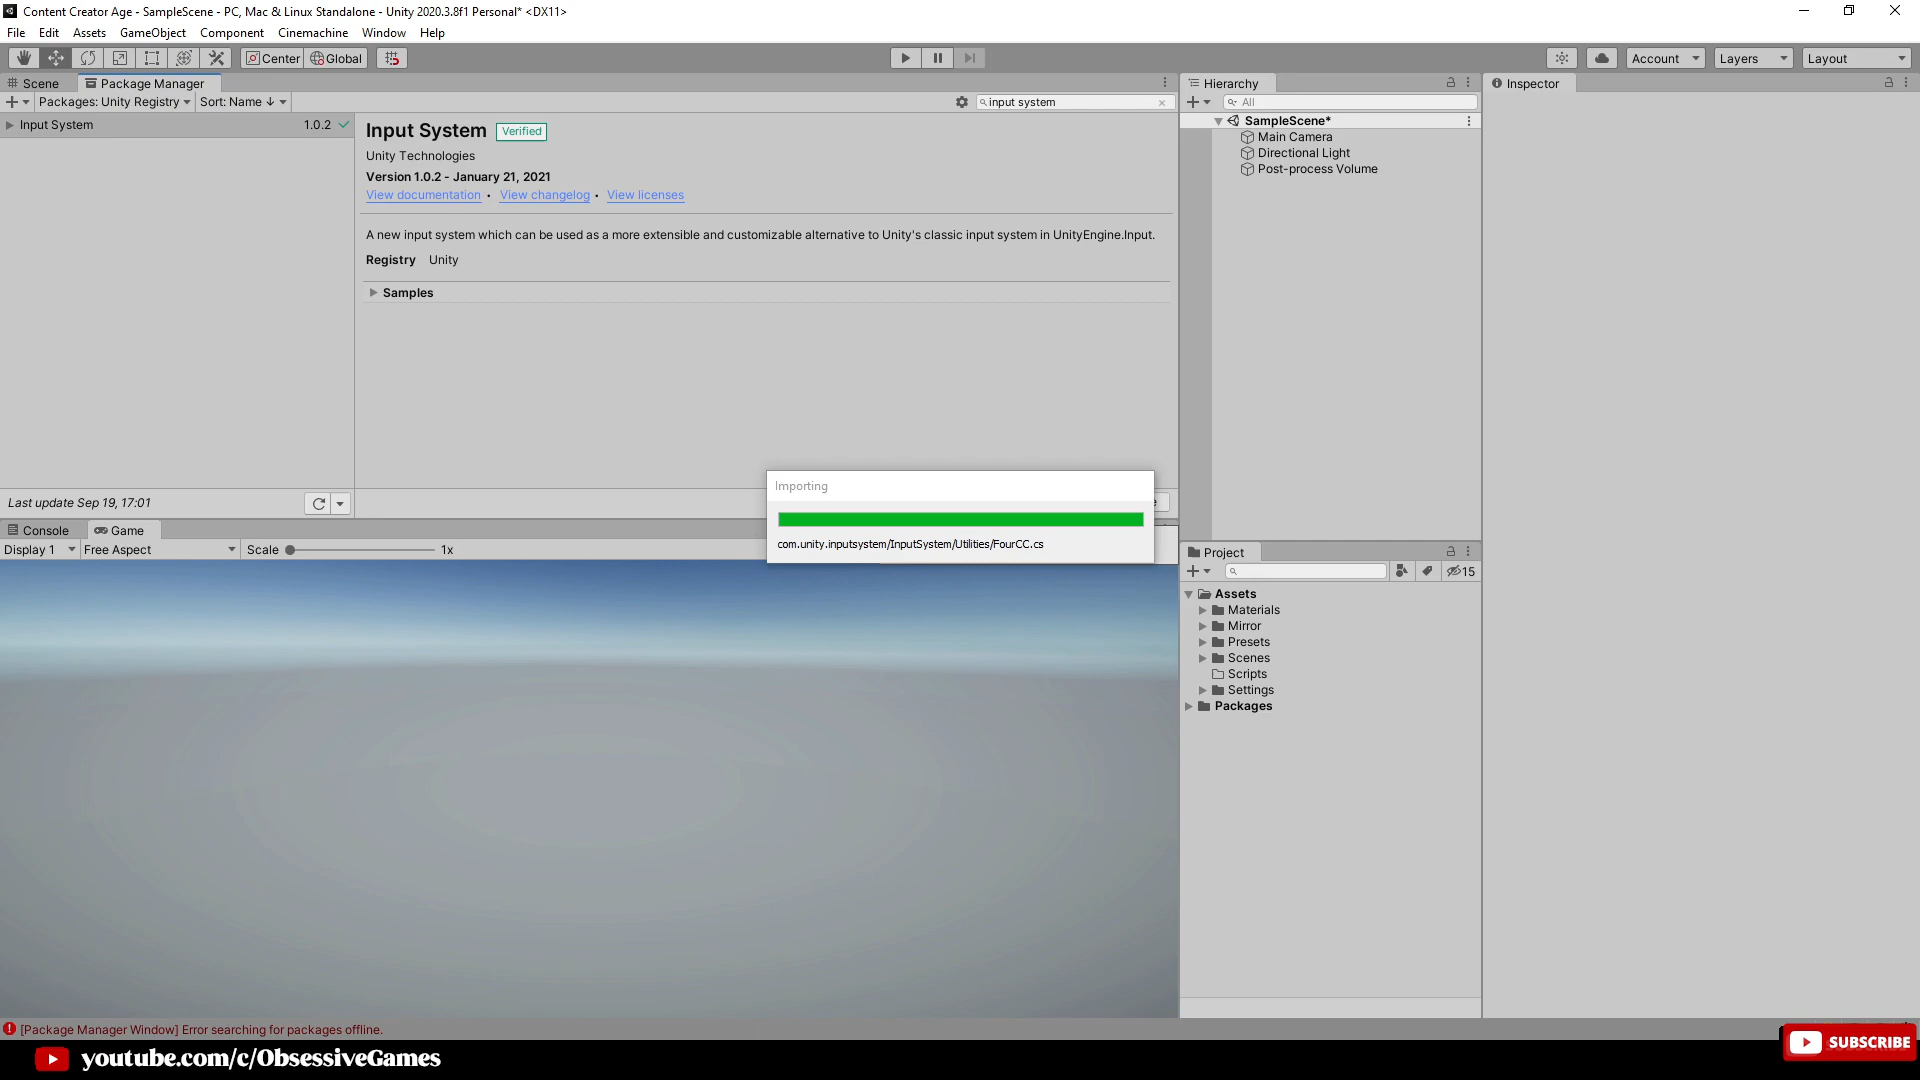 Content Creator Age - SampleScene - PC, Mac & Linux Standalone - Unity 2020.3.8f1 Personal* <DX11>
File Edit Assets GameObject Component Cinemachine Window Help
Center Global Account Layers Layout
Scene Package Manager
Packages: Unity Registry Sort: Name ↓ input system
Input System 1.0.2
Input System Verified
Unity Technologies
Version 1.0.2 - January 21, 2021
View documentation • View changelog • View licenses
A new input system which can be used as a more extensible and customizable alternative to Unity's classic input system in UnityEngine.Input.
Registry Unity
Samples
Last update Sep 19, 17:01
Importing
com.unity.inputsystem/InputSystem/Utilities/FourCC.cs
Console Game
Display 1 Free Aspect Scale 1x
Hierarchy
All
SampleScene*
Main Camera
Directional Light
Post-process Volume
Project
15
Assets
Materials
Mirror
Presets
Scenes
Scripts
Settings
Packages
Inspector
[Package Manager Window] Error searching for packages offline.
youtube.com/c/ObsessiveGames
SUBSCRIBE